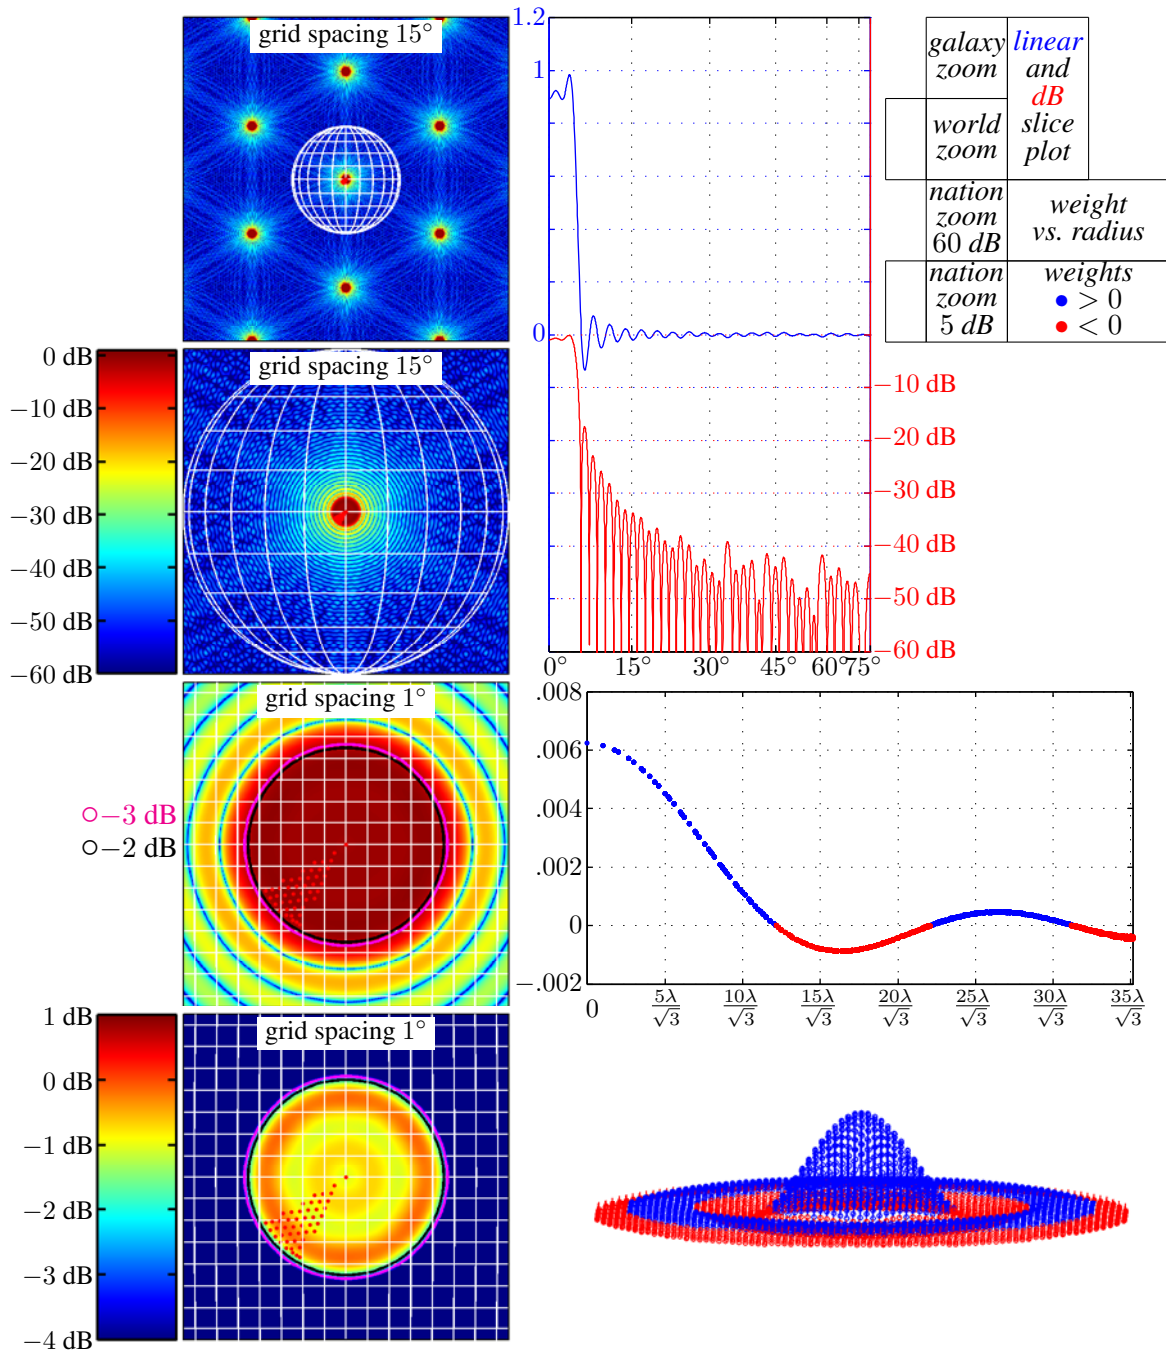 grid spacing 15°
1.2
1
0
−10 dB
−20 dB
−30 dB
−40 dB
−50 dB
−60 dB
0° 15° 30° 45° 60° 75°
galaxy
zoom
linear
and
dB
slice
plot
world
zoom
nation
zoom
60 dB
weight
vs. radius
nation
zoom
5 dB
weights
● > 0
● < 0
grid spacing 15°
0 dB
−10 dB
−20 dB
−30 dB
−40 dB
−50 dB
−60 dB
grid spacing 1°
○−3 dB
○−2 dB
.008
.006
.004
.002
0
−.002
0 5λ/√3 10λ/√3 15λ/√3 20λ/√3 25λ/√3 30λ/√3 35λ/√3
grid spacing 1°
1 dB
0 dB
−1 dB
−2 dB
−3 dB
−4 dB